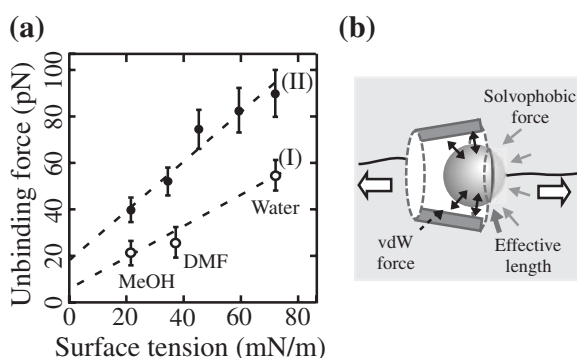 (a)
Unbinding force (pN)
100
80
60
40
20
0
(II)
(I)
Water
DMF
MeOH
0
20
40
60
80
Surface tension (mN/m)
(b)
Solvophobic
force
vdW
force
Effective
length